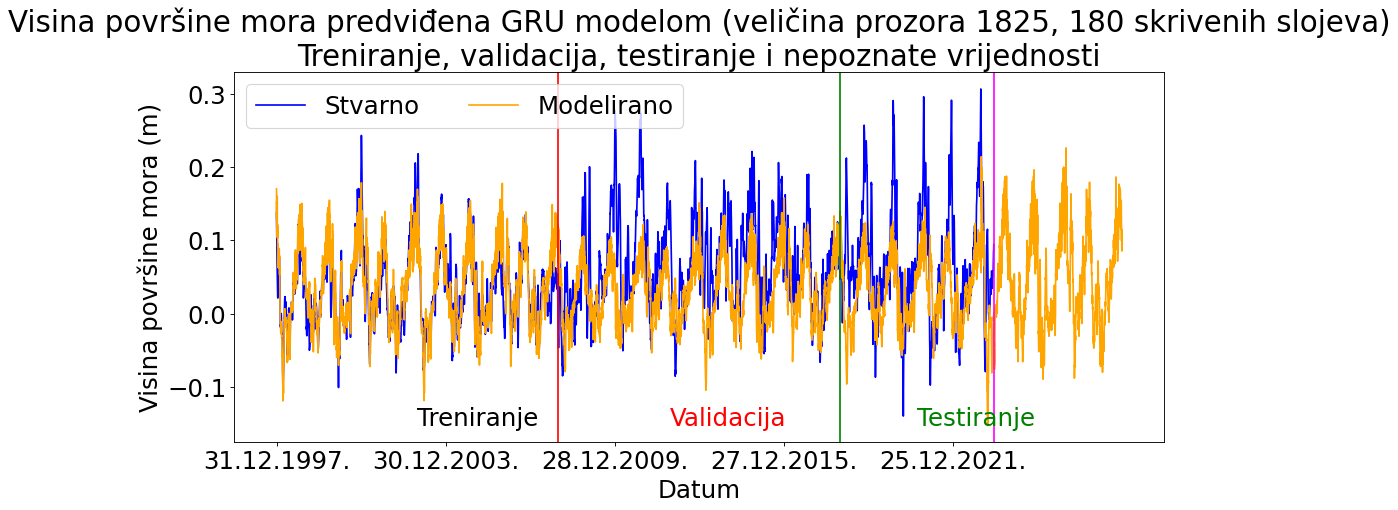 Visina površine mora predviđena GRU modelom (veličina prozora 1825, 180 skrivenih slojeva)
Treniranje, validacija, testiranje i nepoznate vrijednosti
Stvarno Modelirano
Visina površine mora (m)
0.3
0.2
0.1
0.0
−0.1
Treniranje Validacija Testiranje
31.12.1997. 30.12.2003. 28.12.2009. 27.12.2015. 25.12.2021.
Datum